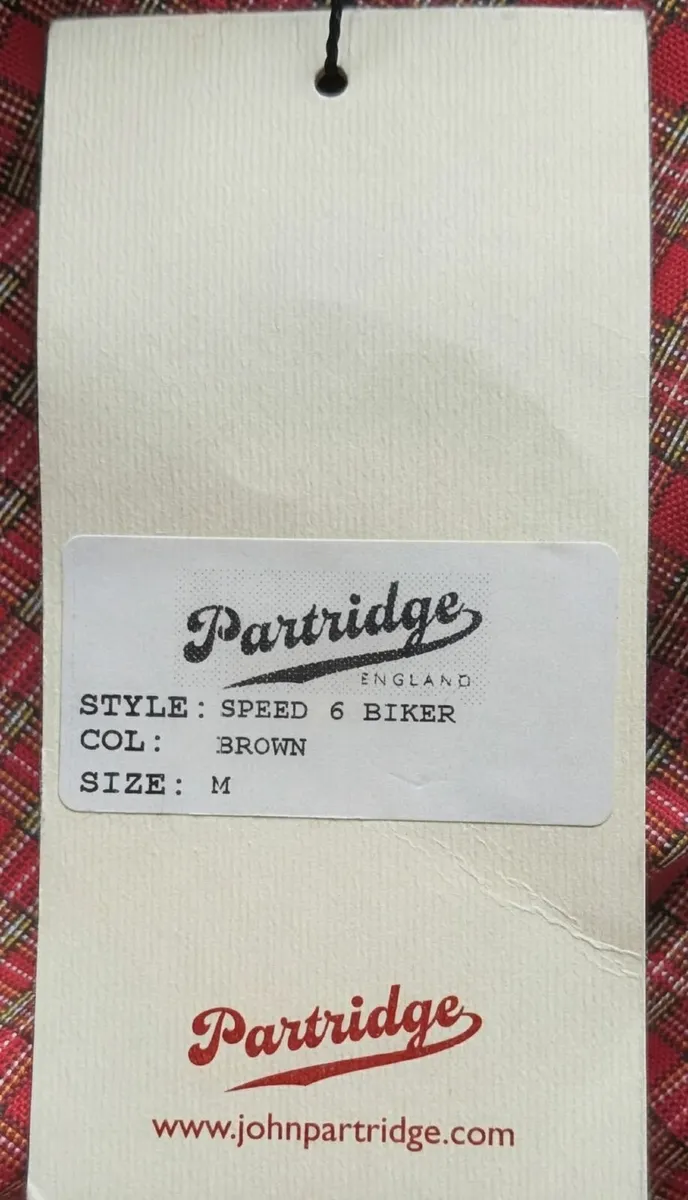 Partridge
ENGLAND
STYLE: SPEED 6 BIKER
COL: BROWN
SIZE: M
Partridge
www.johnpartridge.com